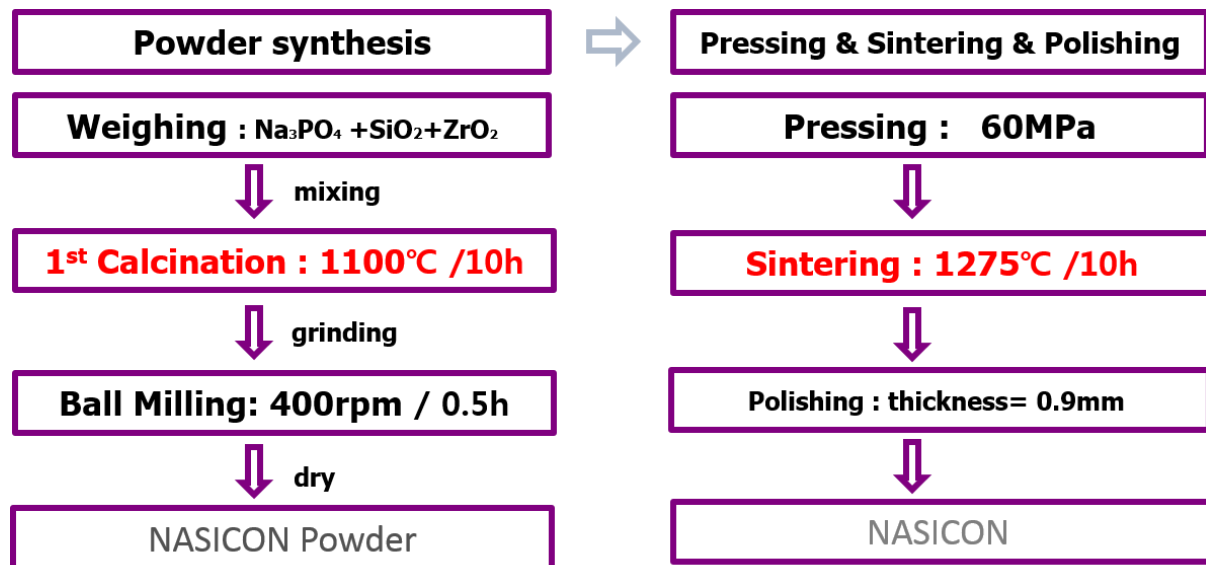 Powder synthesis
Weighing : Na₃PO₄ +SiO₂+ZrO₂
mixing
1st Calcination : 1100℃ /10h
grinding
Ball Milling: 400rpm / 0.5h
dry
NASICON Powder
Pressing & Sintering & Polishing
Pressing : 60MPa
Sintering : 1275℃ /10h
Polishing : thickness= 0.9mm
NASICON